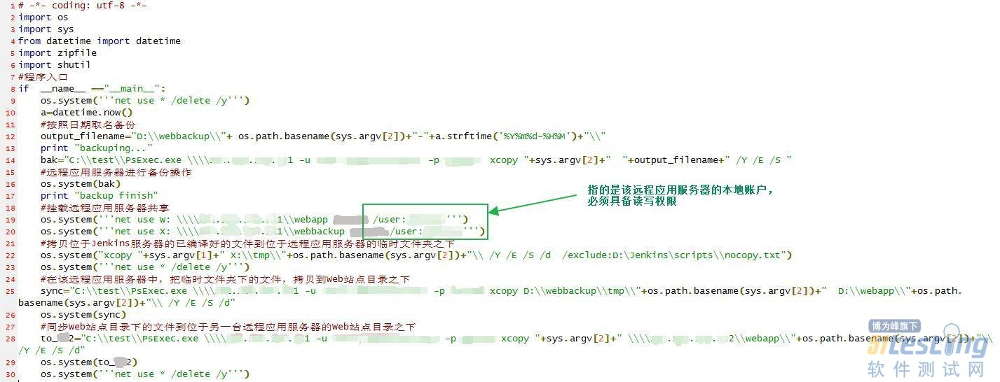 1 # -*- coding: utf-8 -*-
2 import os
3 import sys
4 from datetime import datetime
5 import zipfile
6 import shutil
7 #程序入口
8 if __name__ =="__main__":
9 os.system('''net use * /delete /y''')
10 a=datetime.now()
11 #按照日期取名备份
12 output_filename="D:\\webbackup\\"+ os.path.basename(sys.argv[2])+"-"+a.strftime('%Y%m%d-%H%M')+"\\"
13 print "backuping..."
14 bak="C:\\test\\PsExec.exe \\\\ 1 -u -p xcopy "+sys.argv[2]+" "+output_filename+" /Y /E /S "
15 #远程应用服务器进行备份操作
16 os.system(bak)
17 print "backup finish"
指的是该远程应用服务器的本地账户，
必须具备读写权限
18 #挂载远程应用服务器共享
19 os.system('''net use W: \\\\ 1\\webapp /user: ''')
20 os.system('''net use X: \\\\ 1\\webbackup /user: ''')
21 #拷贝位于Jenkins服务器的已编译好的文件到位于远程应用服务器的临时文件夹之下
22 os.system("xcopy "+sys.argv[1]+" X:\\tmp\\"+os.path.basename(sys.argv[2])+"\\ /Y /E /S /d /exclude:D:\Jenkins\scripts\\nocopy.txt")
23 os.system('''net use * /delete /y''')
24 #在该远程应用服务器中，把临时文件夹下的文件，拷贝到Web站点目录之下
25 sync="C:\\test\\PsExec.exe \\\\ 1 -u -p xcopy D:\\webbackup\\tmp\\"+os.path.basename(sys.argv[2])+" D:\\webapp\\"+os.path.
basename(sys.argv[2])+"\\ /Y /E /S /d"
26 os.system(sync)
27 #同步Web站点目录下的文件到位于另一台远程应用服务器的Web站点目录之下
28 to_ 2="C:\\test\\PsExec.exe \\\\ 1 -u -p xcopy "+sys.argv[2]+" \\\\ 2\\webapp\\"+os.path.basename(sys.argv[2])+"\\
/Y /E /S /d"
29 os.system(to_ 2)
30 os.system('''net use * /delete /y''')
博为峰旗下
51testing
软件测试网